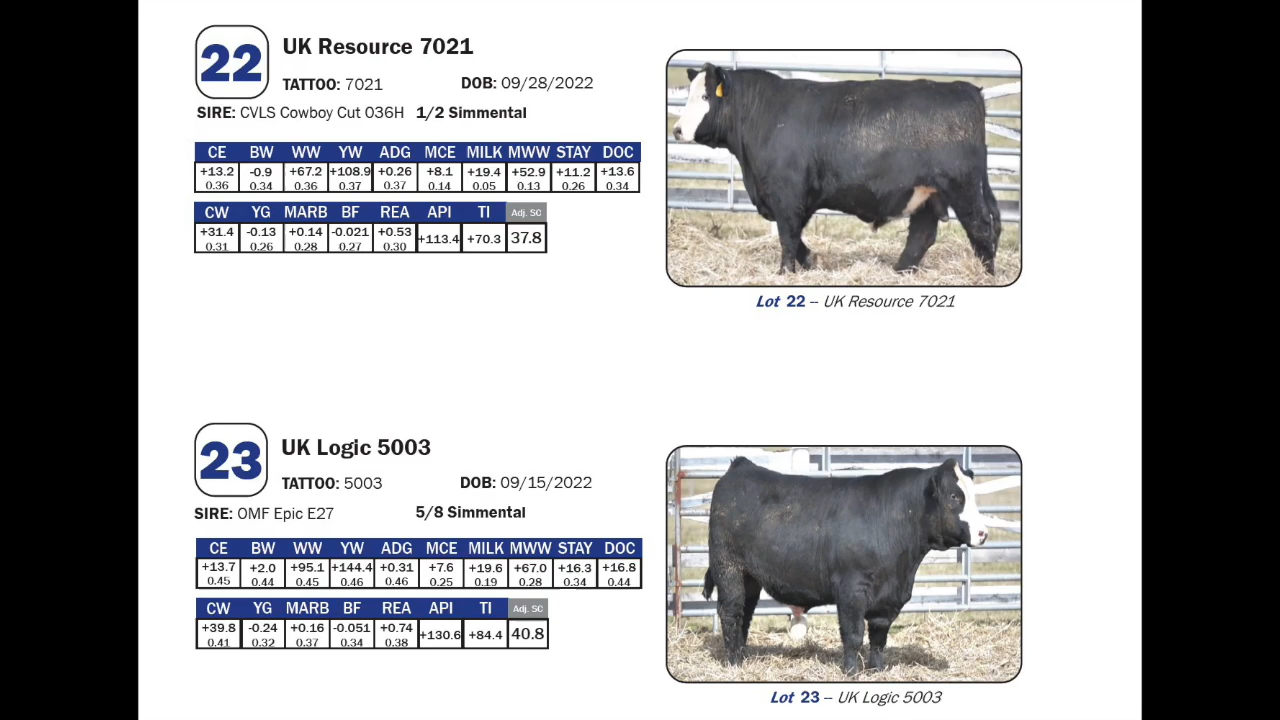 22
UK Resource 7021
TATTOO: 7021 DOB: 09/28/2022
SIRE: CVLS Cowboy Cut 036H 1/2 Simmental
CE BW WW YW ADG MCE MILK MWW STAY DOC
+13.2 -0.9 +67.2 +108.9 +0.26 +8.1 +19.4 +52.9 +11.2 +13.6
0.36 0.34 0.36 0.37 0.37 0.14 0.05 0.13 0.26 0.34
CW YG MARB BF REA API TI Adj. SC
+31.4 -0.13 +0.14 -0.021 +0.53 +113.4 +70.3 37.8
0.31 0.26 0.28 0.27 0.30
Lot 22 – UK Resource 7021
23
UK Logic 5003
TATTOO: 5003 DOB: 09/15/2022
SIRE: OMF Epic E27 5/8 Simmental
CE BW WW YW ADG MCE MILK MWW STAY DOC
+13.7 +2.0 +95.1 +144.4 +0.31 +7.6 +19.6 +67.0 +16.3 +16.8
0.45 0.44 0.45 0.46 0.46 0.25 0.19 0.28 0.34 0.44
CW YG MARB BF REA API TI Adj. SC
+39.8 -0.24 +0.16 -0.051 +0.74 +130.6 +84.4 40.8
0.41 0.32 0.37 0.34 0.38
Lot 23 – UK Logic 5003